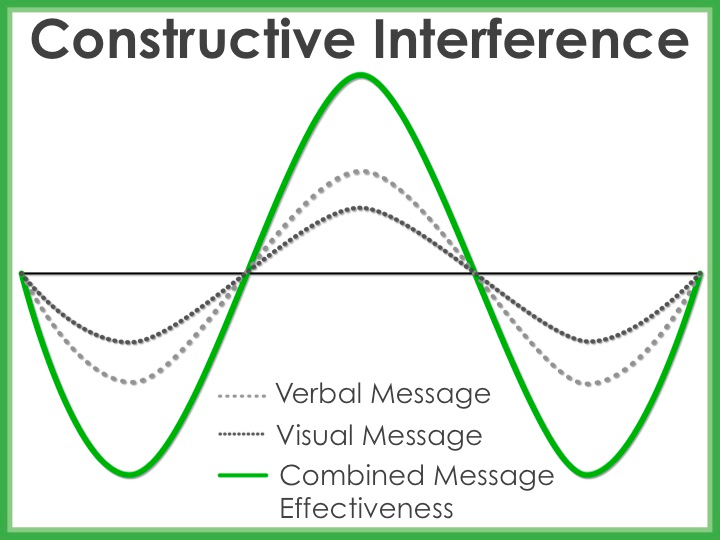 Constructive Interference
Verbal Message
Visual Message
Combined Message
Effectiveness